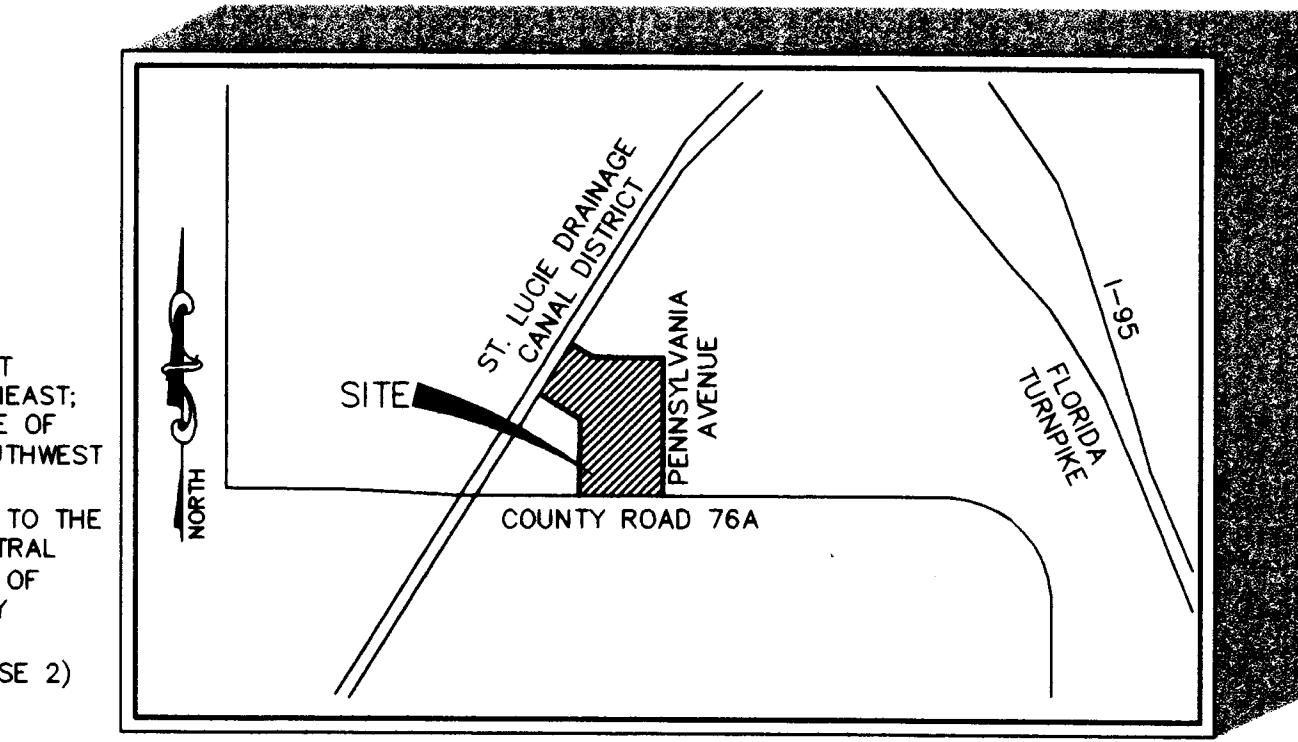 T
HEAST;
E OF
UTHWEST
TO THE
TRAL
OF
Y
SE 2)
NORTH
SITE
ST. LUCIE DRAINAGE
CANAL DISTRICT
PENNSYLVANIA
AVENUE
COUNTY ROAD 76A
I-95
FLORIDA
TURNPIKE